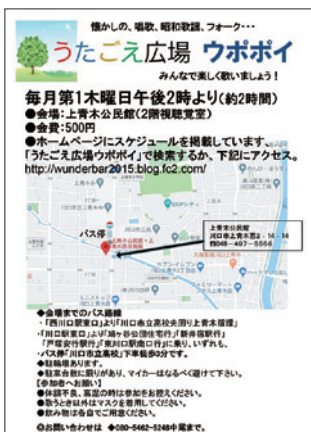 懐かしの、唱歌、昭和歌謡、フォーク・・・
うたごえ広場 ウポポイ
みんなで楽しく歌いましょう！
毎月第1木曜日午後2時より(約2時間)
●会場：上青木公民館(2階視聴覚室)
●会費：500円
●ホームページにスケジュールを掲載しています、
「うたごえ広場ウポポイ」で検索するか、下記にアクセス。
http://wunderbar2015.blog.fc2.com/
バス停
上青木公民館
川口市上青木西2-14-14
☎048-497-5556
◆会場までのバス路線
・「西川口駅東口」より「川口市立高校先回り上青木循環」
・「川口駅東口」より「鳩ヶ谷公団住宅行」「新井宿駅行」
「戸塚安行駅行」「東川口駅南口行」に乗り、いずれも、
・バス停「川口市立高校」下車徒歩3分です。
◆駐輪場あります。
◆駐車台数に限りがあり、マイカーはなるべく避けて下さい。
【参加者へお願い】
●体調不良、高温の時は参加をお控えください。
●歌うとき以外はマスクを着用してください。
●飲み物は各自でご用意ください。
◎お問い合わせは ◆080-5462-5248中尾まで。